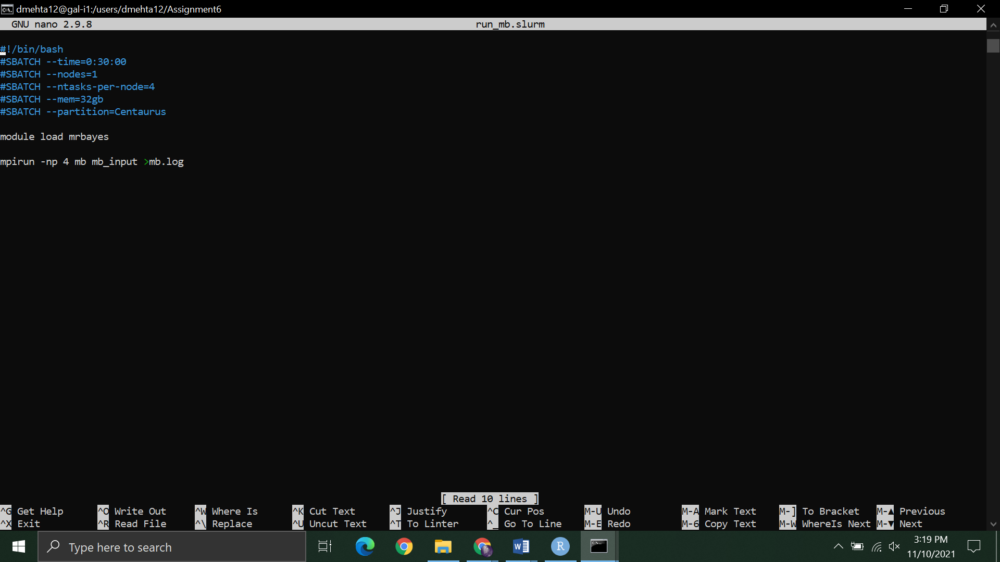 dmehta12@gal-i1:/users/dmehta12/Assignment6
GNU nano 2.9.8 run_mb.slurm
#!/bin/bash
#SBATCH --time=0:30:00
#SBATCH --nodes=1
#SBATCH --ntasks-per-node=4
#SBATCH --mem=32gb
#SBATCH --partition=Centaurus
module load mrbayes
mpirun -np 4 mb mb_input >mb.log
[ Read 10 lines ]
^G Get Help ^O Write Out ^W Where Is ^K Cut Text ^J Justify ^C Cur Pos M-U Undo M-A Mark Text M-] To Bracket M-▲ Previous
^X Exit ^R Read File ^\ Replace ^U Uncut Text ^T To Linter ^_ Go To Line M-E Redo M-6 Copy Text M-W WhereIs Next M-▼ Next
Type here to search
3:19 PM
11/10/2021